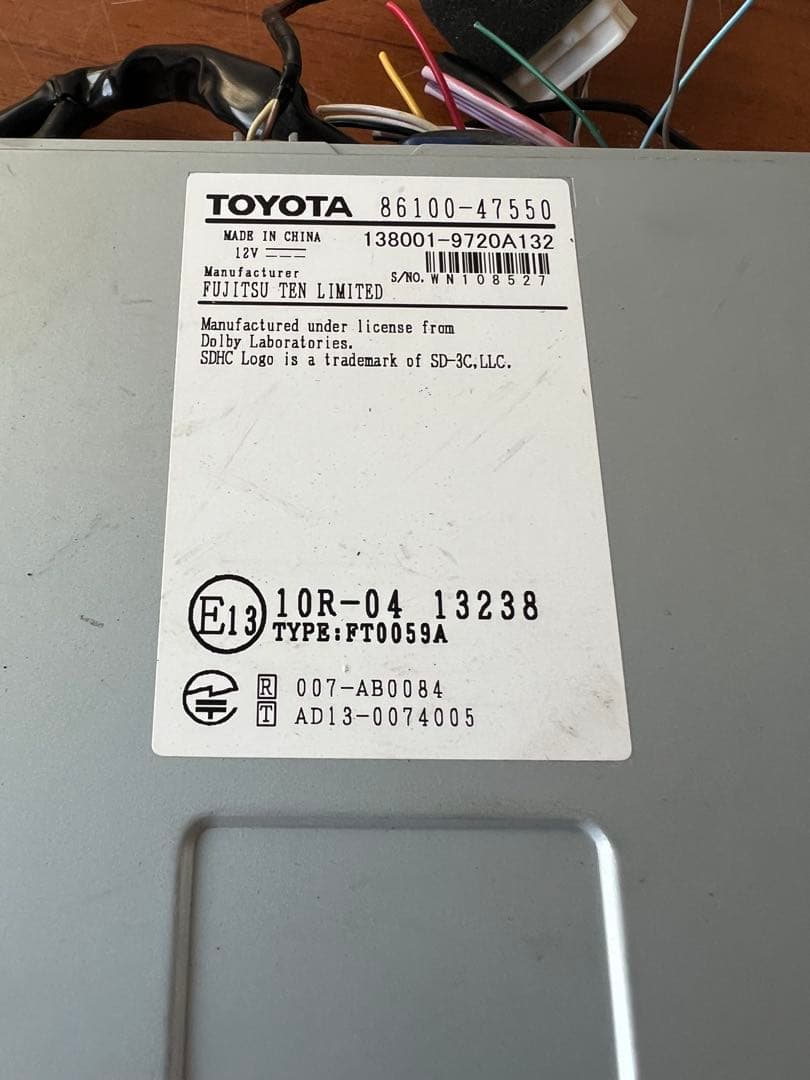 TOYOTA 86100-47550
MADE IN CHINA 138001-9720A132
12V
Manufacturer S/NO. WN108527
FUJITSU TEN LIMITED
Manufactured under license from
Dolby Laboratories.
SDHC Logo is a trademark of SD-3C,LLC.
E13 10R-04 13238
TYPE:FT0059A
R 007-AB0084
T AD13-0074005